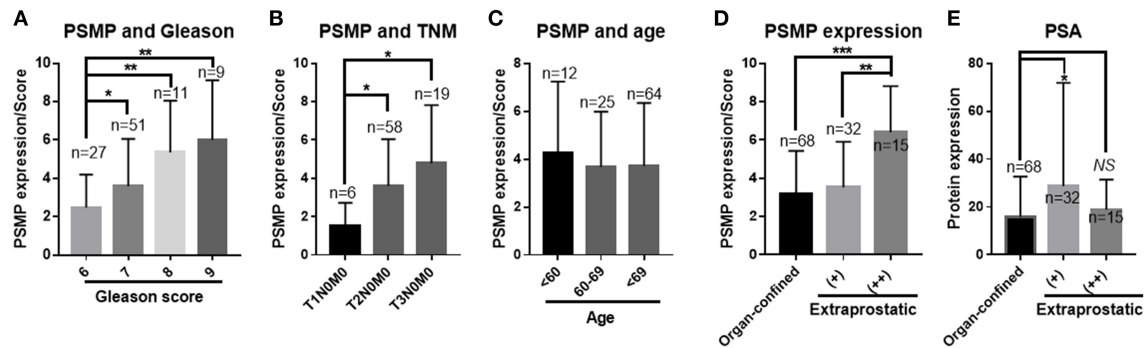 A
PSMP and Gleason
PSMP expression/Score
10
8
6
4
2
0
**
**
*
n=27
n=51
n=11
n=9
6
7
8
9
Gleason score
B
PSMP and TNM
PSMP expression/Score
10
8
6
4
2
0
*
*
n=6
n=58
n=19
T1N0M0
T2N0M0
T3N0M0
C
PSMP and age
PSMP expression/Score
8
6
4
2
0
n=12
n=25
n=64
<60
60-69
<69
Age
D
PSMP expression
PSMP expression/Score
10
8
6
4
2
0
***
**
n=68
n=32
n=15
Organ-confined
(+)
(++)
Extraprostatic
E
PSA
Protein expression
80
60
40
20
0
*
NS
n=68
n=32
n=15
Organ-confined
(+)
(++)
Extraprostatic